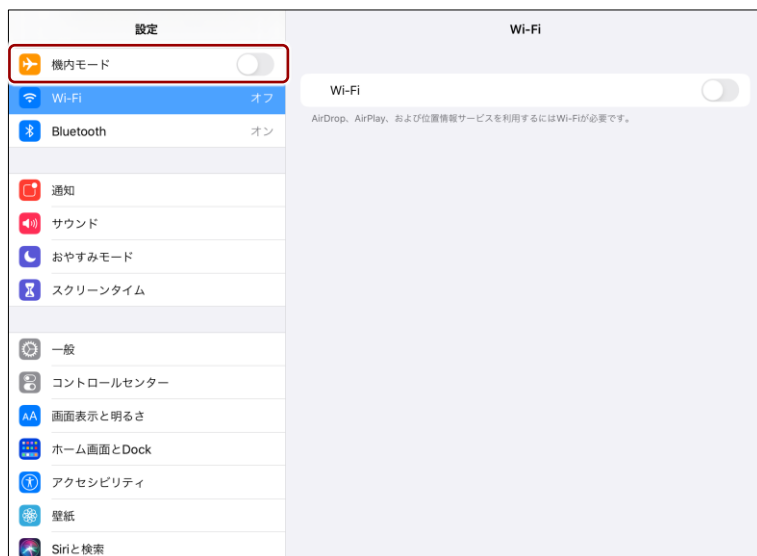 設定
機内モード
Wi-Fi オフ
Bluetooth オン
通知
サウンド
おやすみモード
スクリーンタイム
一般
コントロールセンター
AA 画面表示と明るさ
ホーム画面とDock
アクセシビリティ
壁紙
Siriと検索
Wi-Fi
Wi-Fi
AirDrop、AirPlay、および位置情報サービスを利用するにはWi-Fiが必要です。